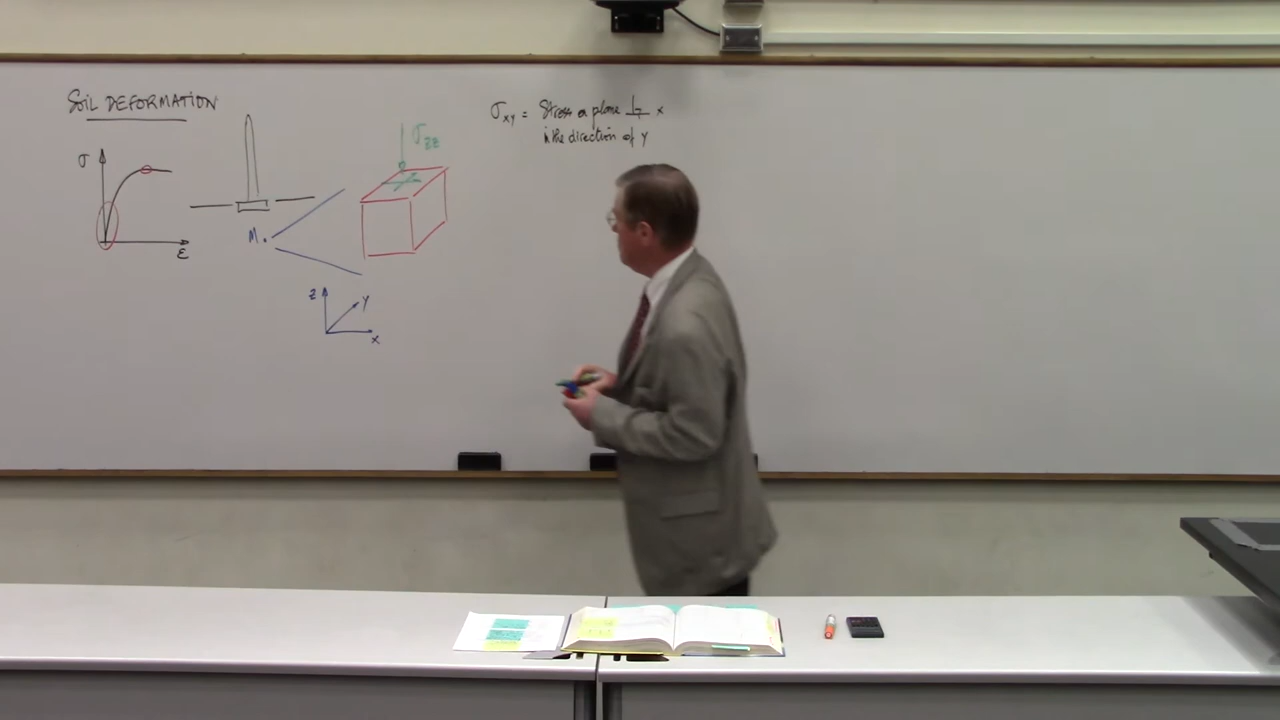 SOIL DEFORMATION
σ
ε
M.
σzz
z
y
x
σxy = Stress on plane ⊥ x
in the direction of y